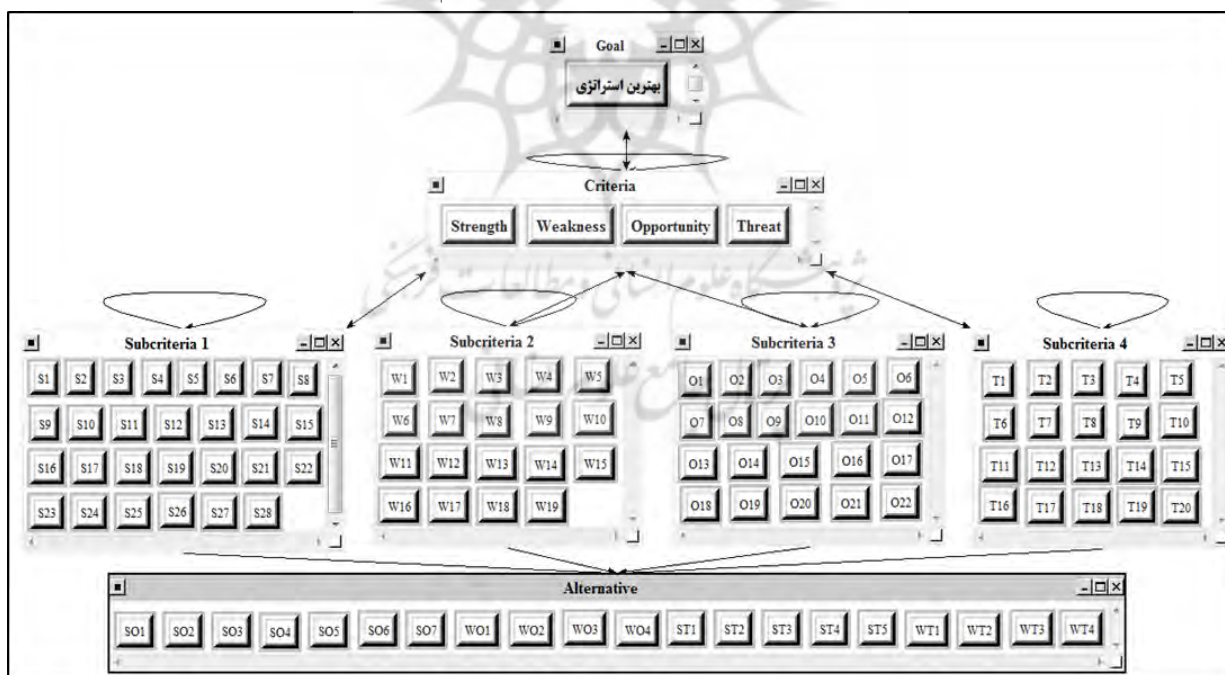 Goal
بهترین استراتژی
Criteria
Strength Weakness Opportunity Threat
پژوهشگاه علوم انسانی و مطالعات فرهنگی
Subcriteria 1 Subcriteria 2 Subcriteria 3 Subcriteria 4
S1 S2 S3 S4 S5 S6 S7 S8 W1 W2 W3 W4 W5 O1 O2 O3 O4 O5 O6 T1 T2 T3 T4 T5
S9 S10 S11 S12 S13 S14 S15 W6 W7 W8 W9 W10 O7 O8 O9 O10 O11 O12 T6 T7 T8 T9 T10
S16 S17 S18 S19 S20 S21 S22 W11 W12 W13 W14 W15 O13 O14 O15 O16 O17 T11 T12 T13 T14 T15
S23 S24 S25 S26 S27 S28 W16 W17 W18 W19 O18 O19 O20 O21 O22 T16 T17 T18 T19 T20
Alternative
SO1 SO2 SO3 SO4 SO5 SO6 SO7 WO1 WO2 WO3 WO4 ST1 ST2 ST3 ST4 ST5 WT1 WT2 WT3 WT4